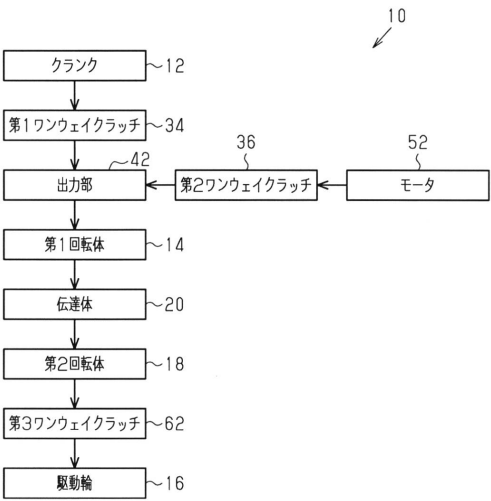 10
クランク 12
第1ワンウェイクラッチ 34
42 36 52
出力部 第2ワンウェイクラッチ モータ
第1回転体 14
伝達体 20
第2回転体 18
第3ワンウェイクラッチ 62
駆動輪 16